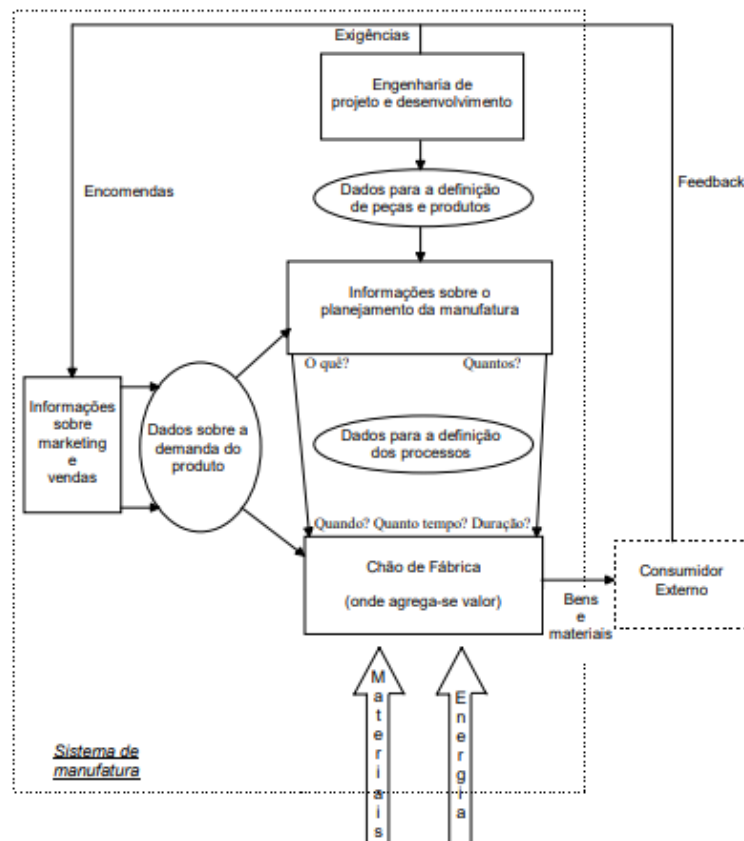 Exigências
Engenharia de
projeto e desenvolvimento
Encomendas
Feedback
Dados para a definição
de peças e produtos
Informações sobre o
planejamento da manufatura
O quê?
Quantos?
Informações
sobre
marketing
e
vendas
Dados sobre a
demanda do
produto
Dados para a definição
dos processos
Quando? Quanto tempo? Duração?
Chão de Fábrica
(onde agrega-se valor)
Bens
e
materiais
Consumidor
Externo
Materiais
Energia
Sistema de
manufatura